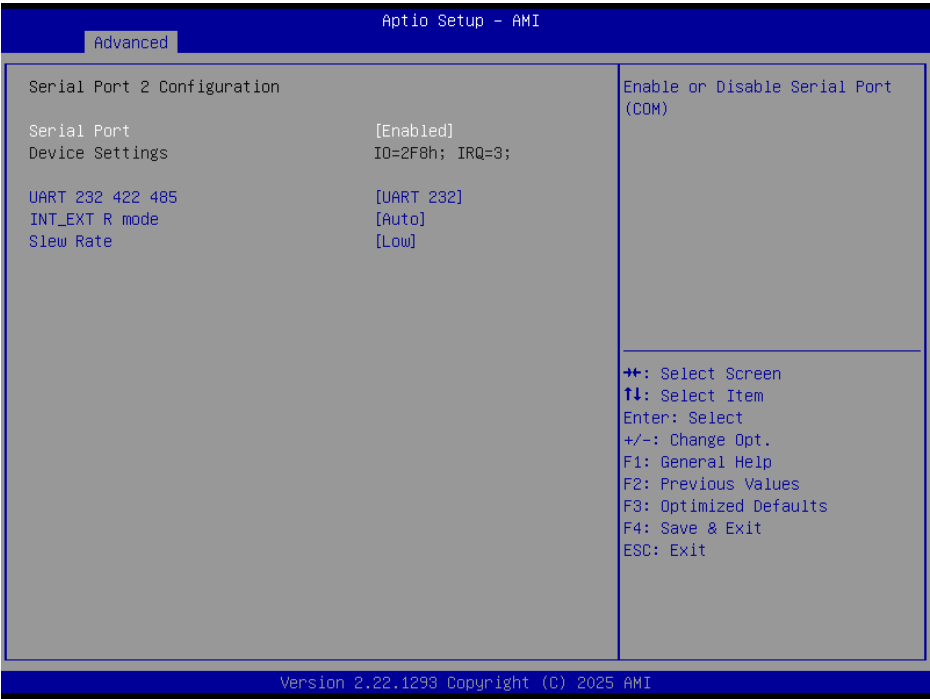 Aptio Setup - AMI
Advanced
Serial Port 2 Configuration
Serial Port [Enabled]
Device Settings IO=2F8h; IRQ=3;
UART 232 422 485 [UART 232]
INT_EXT R mode [Auto]
Slew Rate [Low]
Enable or Disable Serial Port
(COM)
→←: Select Screen
↑↓: Select Item
Enter: Select
+/-: Change Opt.
F1: General Help
F2: Previous Values
F3: Optimized Defaults
F4: Save & Exit
ESC: Exit
Version 2.22.1293 Copyright (C) 2025 AMI